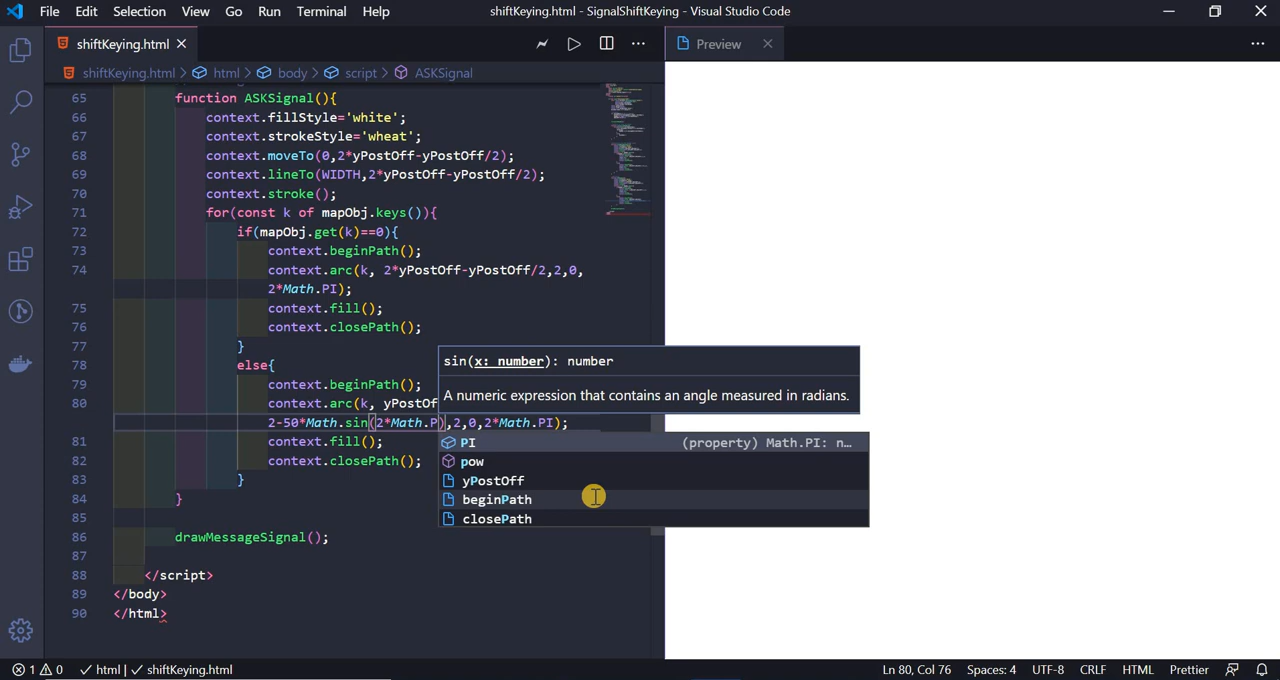 File Edit Selection View Go Run Terminal Help shiftKeying.html - SignalShiftKeying - Visual Studio Code
shiftKeying.html Preview
shiftKeying.html > html > body > script > ASKSignal
65 function ASKSignal(){
66 context.fillStyle='white';
67 context.strokeStyle='wheat';
68 context.moveTo(0,2*yPostOff-yPostOff/2);
69 context.lineTo(WIDTH,2*yPostOff-yPostOff/2);
70 context.stroke();
71 for(const k of mapObj.keys()){
72 if(mapObj.get(k)==0){
73 context.beginPath();
74 context.arc(k, 2*yPostOff-yPostOff/2,2,0,
2*Math.PI);
75 context.fill();
76 context.closePath();
77 }
78 else{
79 context.beginPath();
80 context.arc(k, yPostOf
2-50*Math.sin(2*Math.P),2,0,2*Math.PI);
81 context.fill();
82 context.closePath();
83 }
84 }
85
86 drawMessageSignal();
87
88 </script>
89 </body>
90 </html>
sin(x: number): number
A numeric expression that contains an angle measured in radians.
PI (property) Math.PI: n…
pow
yPostOff
beginPath
closePath
1 0 html | shiftKeying.html Ln 80, Col 76 Spaces: 4 UTF-8 CRLF HTML Prettier